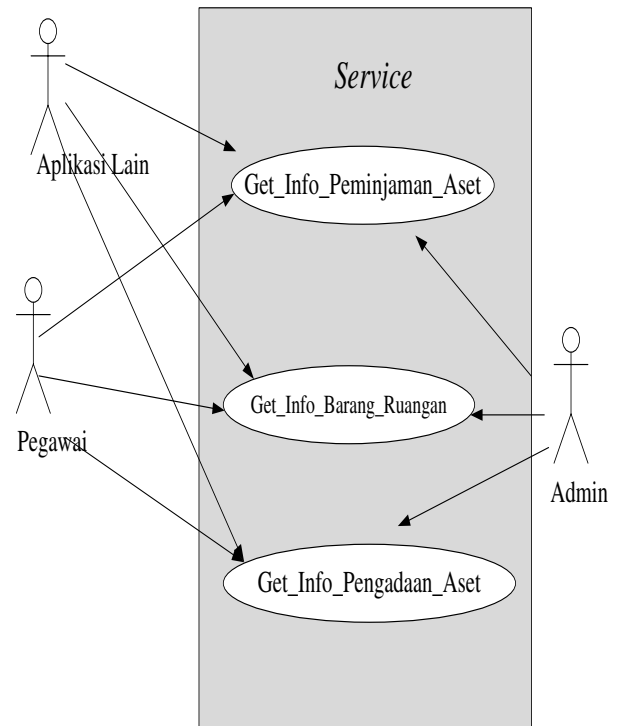 Service
Aplikasi Lain
Get_Info_Peminjaman_Aset
Get_Info_Barang_Ruangan
Pegawai
Admin
Get_Info_Pengadaan_Aset